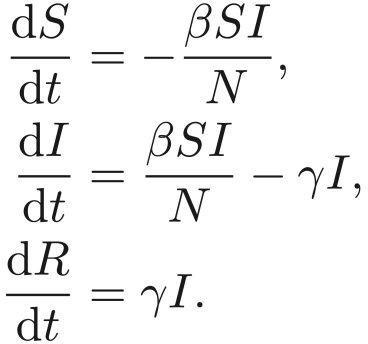 dS/dt = −βSI/N,
dI/dt = βSI/N − γI,
dR/dt = γI.